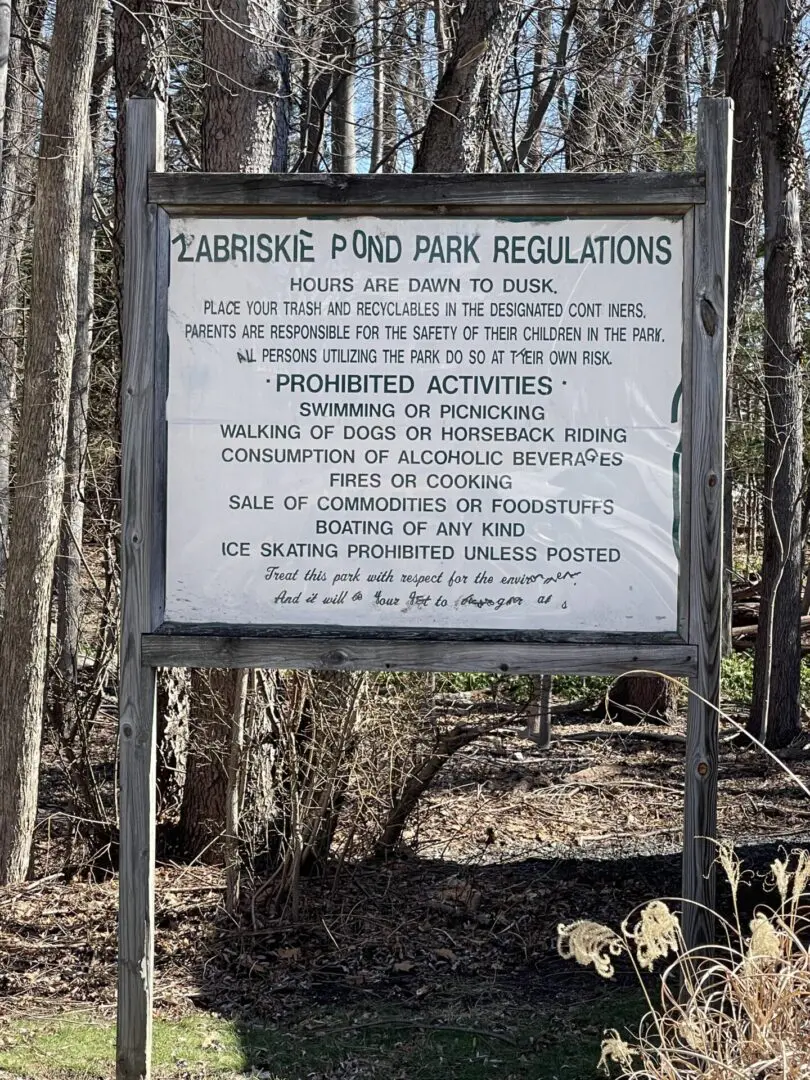 ZABRISKIE POND PARK REGULATIONS
HOURS ARE DAWN TO DUSK.
PLACE YOUR TRASH AND RECYCLABLES IN THE DESIGNATED CONT INERS,
PARENTS ARE RESPONSIBLE FOR THE SAFETY OF THEIR CHILDREN IN THE PARK.
ALL PERSONS UTILIZING THE PARK DO SO AT THEIR OWN RISK.
· PROHIBITED ACTIVITIES ·
SWIMMING OR PICNICKING
WALKING OF DOGS OR HORSEBACK RIDING
CONSUMPTION OF ALCOHOLIC BEVERAGES
FIRES OR COOKING
SALE OF COMMODITIES OR FOODSTUFFS
BOATING OF ANY KIND
ICE SKATING PROHIBITED UNLESS POSTED
Treat this park with respect for the
And it will be to